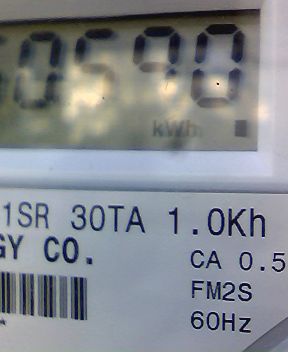 0590
kWh
1SR 30TA 1.0Kh
GY CO.
CA 0.5
FM2S
60Hz